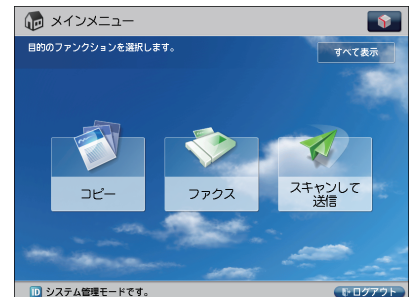 メインメニュー
目的のファンクションを選択します。
すべて表示
コピー
ファクス
スキャンして
送信
ID システム管理モードです。
ログアウト